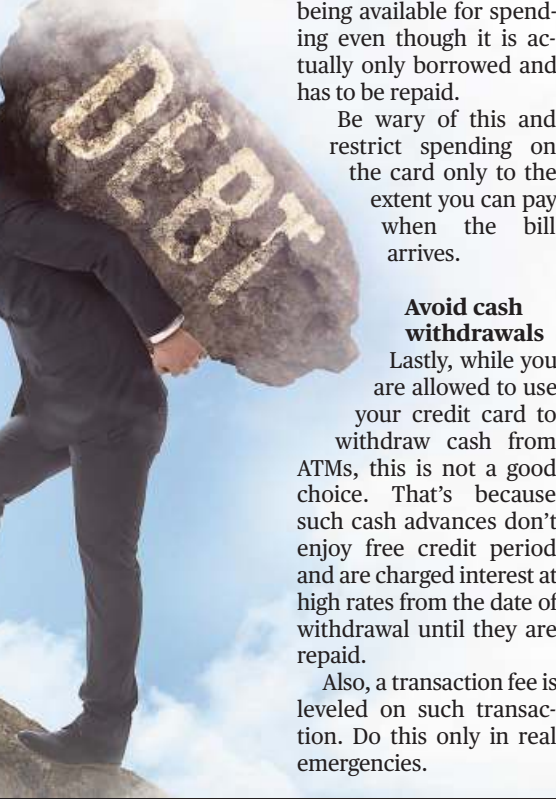 DEBT
being available for spend-
ing even though it is ac-
tually only borrowed and
has to be repaid.
Be wary of this and
restrict spending on
the card only to the
extent you can pay
when the bill
arrives.
Avoid cash
withdrawals
Lastly, while you
are allowed to use
your credit card to
withdraw cash from
ATMs, this is not a good
choice. That's because
such cash advances don't
enjoy free credit period
and are charged interest at
high rates from the date of
withdrawal until they are
repaid.
Also, a transaction fee is
leveled on such transac-
tion. Do this only in real
emergencies.